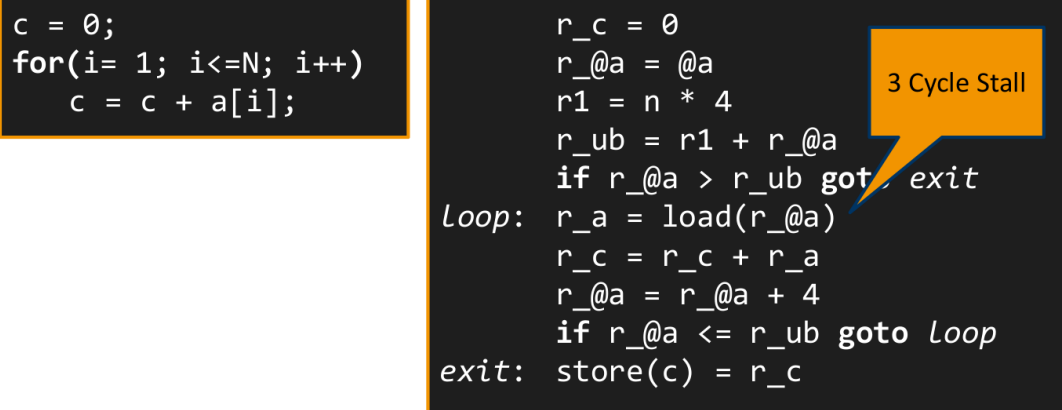 c = 0;
for(i= 1; i<=N; i++)
c = c + a[i];
r_c = 0
r_@a = @a
r1 = n * 4
r_ub = r1 + r_@a
if r_@a > r_ub goto exit
loop: r_a = load(r_@a)
r_c = r_c + r_a
r_@a = r_@a + 4
if r_@a <= r_ub goto loop
exit: store(c) = r_c
3 Cycle Stall